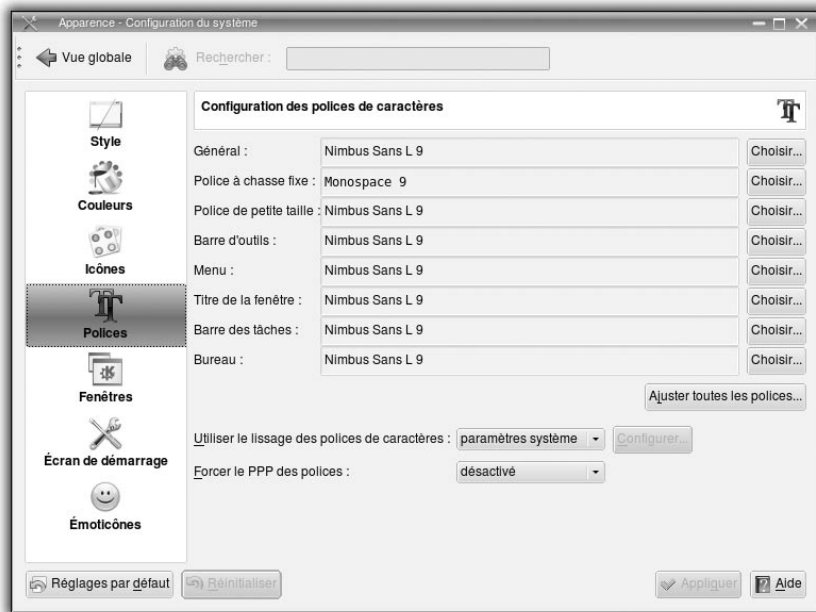 Apparence - Configuration du système
Vue globale
Rechercher :
Style
Couleurs
Icônes
Polices
Fenêtres
Écran de démarrage
Émoticônes
Configuration des polices de caractères
Général : Nimbus Sans L 9 Choisir...
Police à chasse fixe : Monospace 9 Choisir...
Police de petite taille : Nimbus Sans L 9 Choisir...
Barre d'outils : Nimbus Sans L 9 Choisir...
Menu : Nimbus Sans L 9 Choisir...
Titre de la fenêtre : Nimbus Sans L 9 Choisir...
Barre des tâches : Nimbus Sans L 9 Choisir...
Bureau : Nimbus Sans L 9 Choisir...
Ajuster toutes les polices...
Utiliser le lissage des polices de caractères : paramètres système Configurer...
Forcer le PPP des polices : désactivé
Réglages par défaut Réinitialiser Appliquer Aide